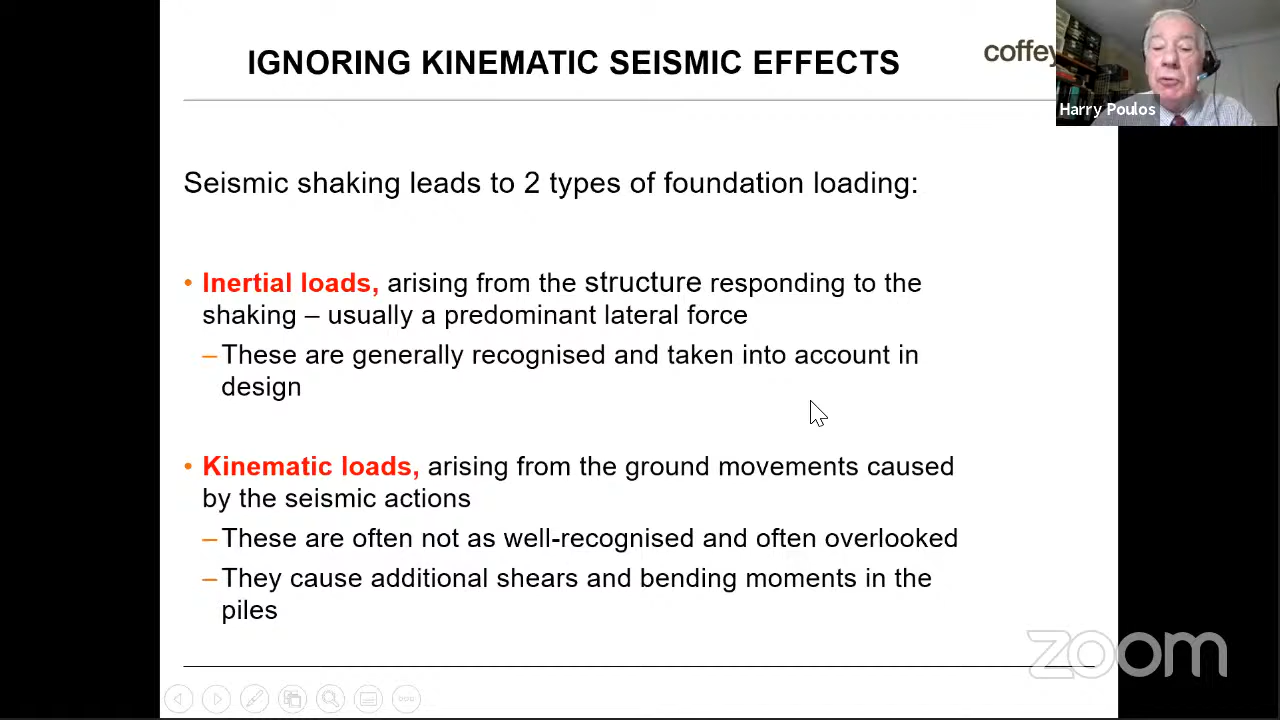 IGNORING KINEMATIC SEISMIC EFFECTS
coffey
Harry Poulos
Seismic shaking leads to 2 types of foundation loading:
• Inertial loads, arising from the structure responding to the
shaking – usually a predominant lateral force
– These are generally recognised and taken into account in
design
• Kinematic loads, arising from the ground movements caused
by the seismic actions
– These are often not as well-recognised and often overlooked
– They cause additional shears and bending moments in the
piles
zoom